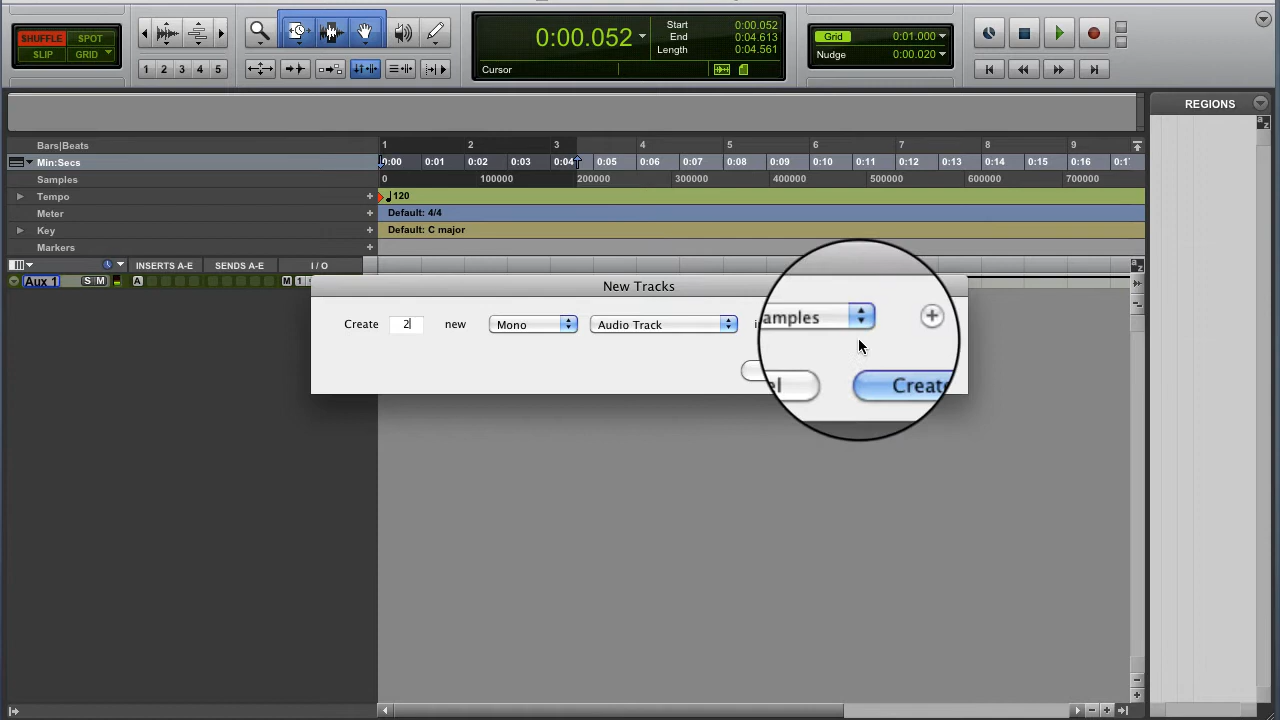 SHUFFLE SPOT
SLIP GRID
1 2 3 4 5
0:00.052
Start 0:00.052
End 0:04.613
Length 0:04.561
Cursor
Grid 0:01.000
Nudge 0:00.020
REGIONS
Bars|Beats 1 2 3 4 5 6 7 8 9
Min:Secs 0:00 0:01 0:02 0:03 0:04 0:05 0:06 0:07 0:08 0:09 0:10 0:11 0:12 0:13 0:14 0:15 0:16
Samples 0 100000 200000 300000 400000 500000 600000 700000
Tempo 120
Meter Default: 4/4
Key Default: C major
Markers
INSERTS A-E SENDS A-E I / O
Aux 1 S M A M 1
New Tracks
Create 2 new Mono Audio Track amples
el Create